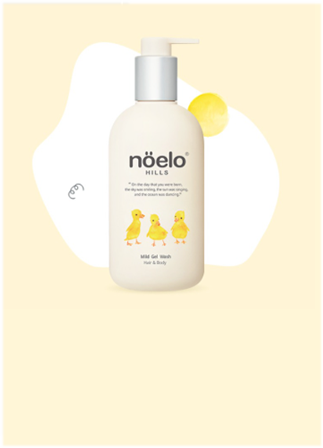 nöelo®
HILLS
"On the day that you were born,
the sky was smiling, the sun was singing,
and the ocean was dancing."
Mild Gel Wash
Hair & Body